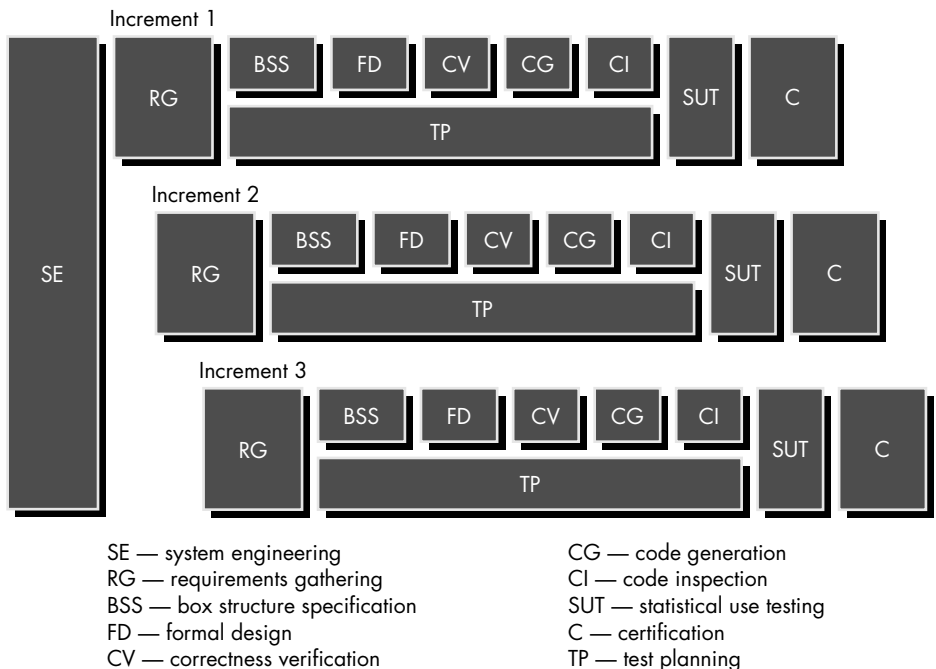 Increment 1
SE
RG
BSS FD CV CG CI
TP
SUT
C
Increment 2
RG
BSS FD CV CG CI
TP
SUT
C
Increment 3
RG
BSS FD CV CG CI
TP
SUT
C
SE — system engineering
RG — requirements gathering
BSS — box structure specification
FD — formal design
CV — correctness verification
CG — code generation
CI — code inspection
SUT — statistical use testing
C — certification
TP — test planning